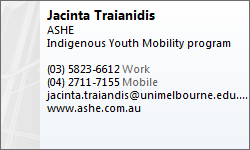 Jacinta Traianidis
ASHE
Indigenous Youth Mobility program
(03) 5823-6612 Work
(04) 2711-7155 Mobile
jacinta.traiandis@unimelbourne.edu....
www.ashe.com.au